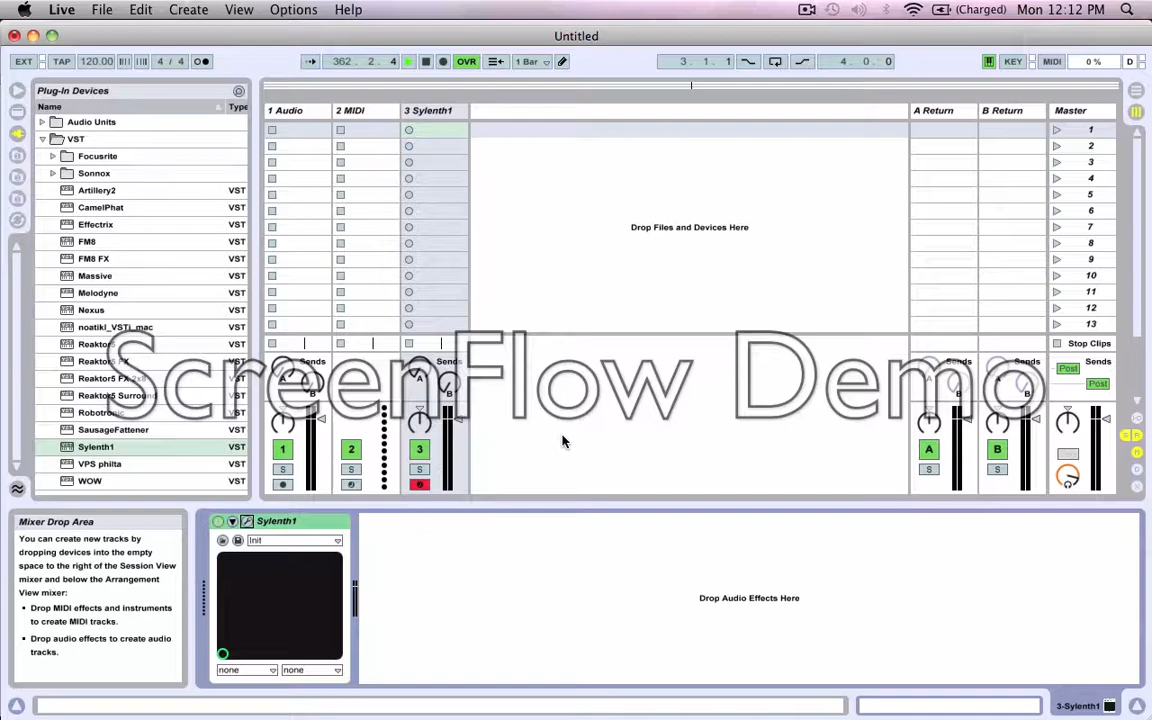 Live File Edit Create View Options Help (Charged) Mon 12:12 PM
Untitled
EXT TAP 120.00 4 / 4 362. 2. 4 OVR 1 Bar 3. 1. 1 4. 0. 0 KEY MIDI 0 % D
Plug-In Devices
Name Type
Audio Units
VST
Focusrite
Sonnox
Artillery2 VST
CamelPhat VST
Effectrix VST
FM8 VST
FM8 FX VST
Massive VST
Melodyne VST
Nexus VST
noatikl_VSTi_mac VST
Reaktor5 VST
Reaktor5 FX VST
Reaktor5 FX 2x8 VST
Reaktor5 Surround VST
Robotronic VST
SausageFattener VST
Sylenth1 VST
VPS philta VST
WOW VST
1 Audio 2 MIDI 3 Sylenth1 A Return B Return Master
1
2
3
4
5
6
7
8
9
10
11
12
13
Drop Files and Devices Here
Stop Clips
Sends Sends Sends Sends Sends
A A Post
B B Post
ScreenFlow Demo
1 2 3 A B
S S S S S
Mixer Drop Area
You can create new tracks by
dropping devices into the empty
space to the right of the Session View
mixer and below the Arrangement
View mixer:
Drop MIDI effects and instruments
to create MIDI tracks.
Drop audio effects to create audio
tracks.
Sylenth1
Init
none none
Drop Audio Effects Here
3-Sylenth1